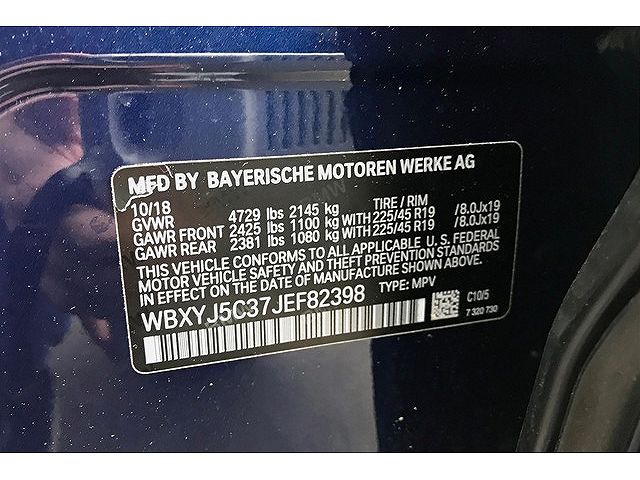 MFD BY BAYERISCHE MOTOREN WERKE AG
10/18 TIRE / RIM
GVWR 4729 lbs 2145 kg
GAWR FRONT 2425 lbs 1100 kg WITH 225/45 R19 /8.0Jx19
GAWR REAR 2381 lbs 1080 kg WITH 225/45 R19 /8.0Jx19
THIS VEHICLE CONFORMS TO ALL APPLICABLE U.S. FEDERAL
MOTOR VEHICLE SAFETY AND THEFT PREVENTION STANDARDS
IN EFFECT ON THE DATE OF MANUFACTURE SHOWN ABOVE.
WBXYJ5C37JEF82398 TYPE: MPV
C10/5
7 320 730